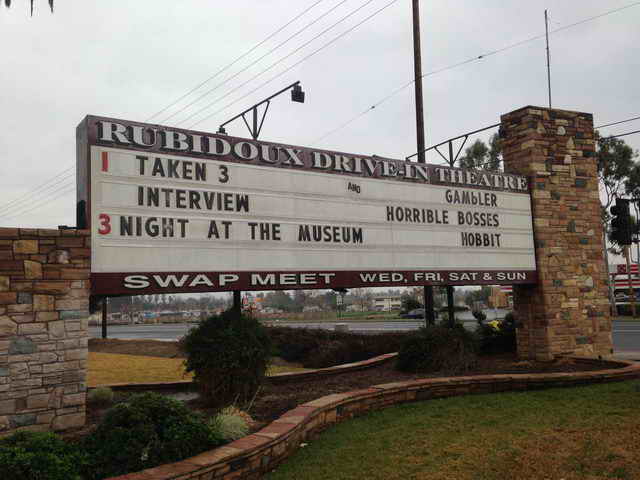 RUBIDOUX DRIVE-IN THEATRE
1 TAKEN 3 AND GAMbLER
INTERVIEW HORRIBLE BOSSES
3 NIGHT AT THE MUSEUM HOBBIT
SWAP MEET WED, FRI, SAT & SUN